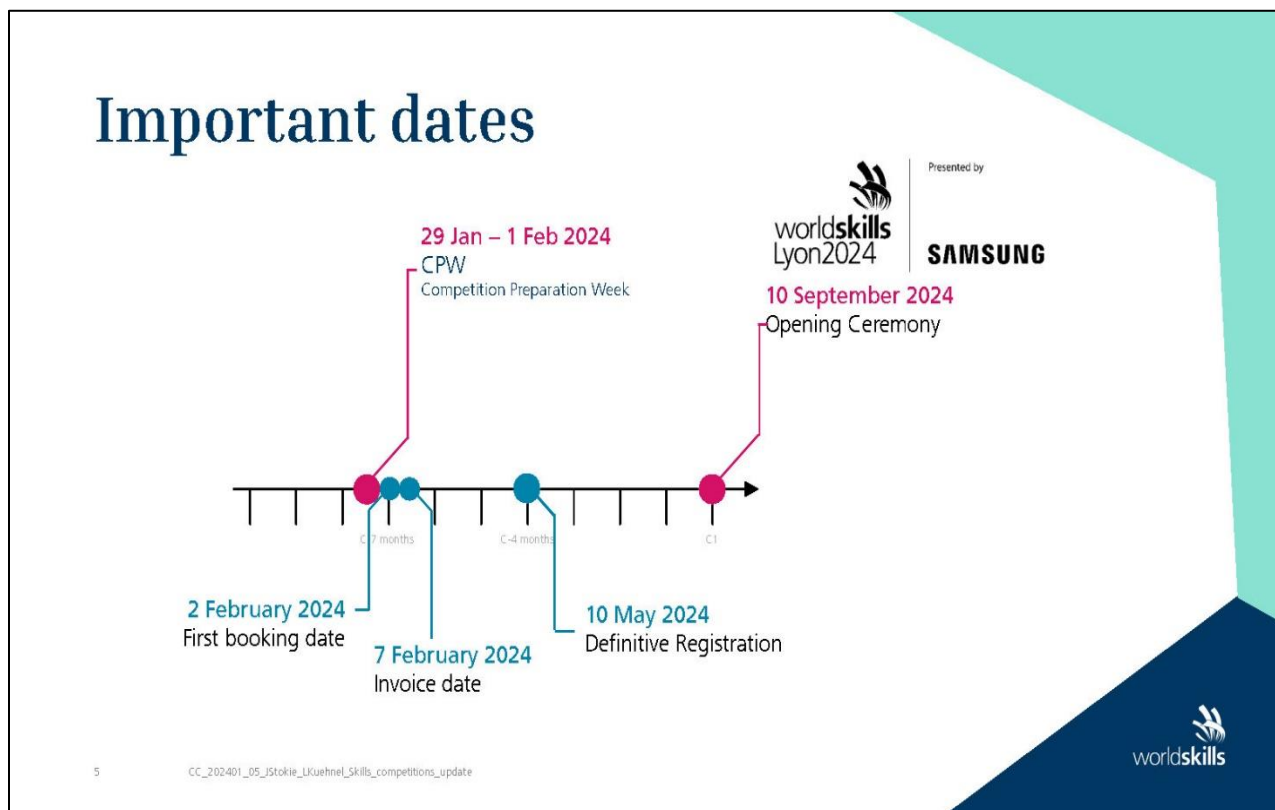 Important dates
Presented by
worldskills
Lyon2024
SAMSUNG
29 Jan – 1 Feb 2024
CPW
Competition Preparation Week
10 September 2024
Opening Ceremony
C-7 months
C-4 months
C1
2 February 2024
First booking date
7 February 2024
Invoice date
10 May 2024
Definitive Registration
worldskills
5
CC_202401_05_JStokie_LKuehnel_Skills_competitions_update